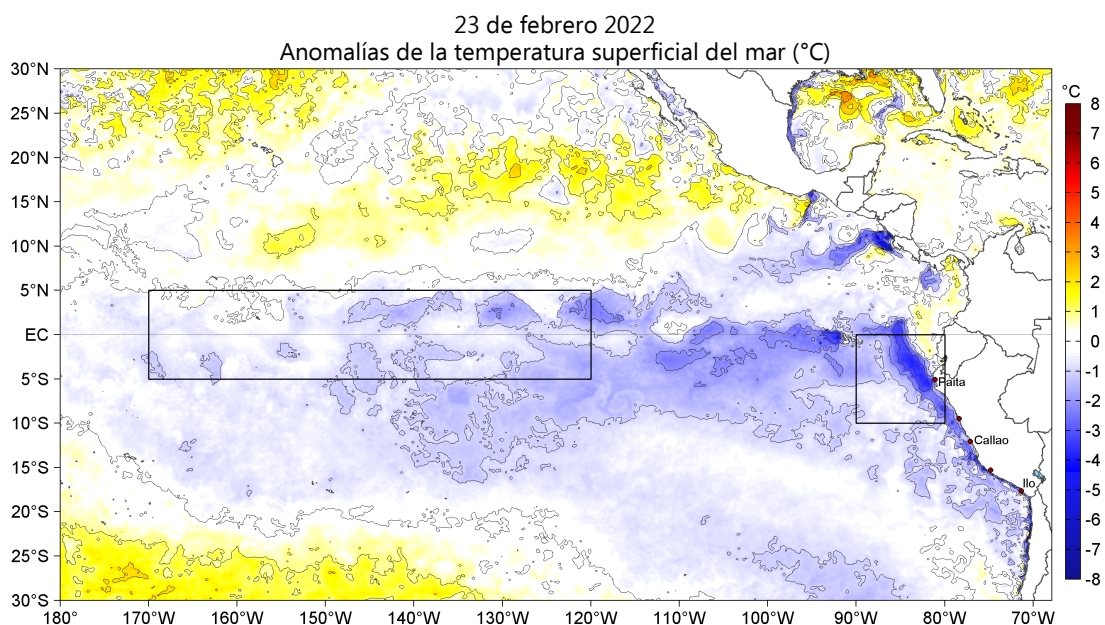 23 de febrero 2022
Anomalías de la temperatura superficial del mar (°C)
30°N
25°N
20°N
15°N
10°N
5°N
EC
5°S
10°S
15°S
20°S
25°S
30°S
180°W 170°W 160°W 150°W 140°W 130°W 120°W 110°W 100°W 90°W 80°W 70°W
Paita
Callao
Ilo
°C
8
7
6
5
4
3
2
1
0
-1
-2
-3
-4
-5
-6
-7
-8